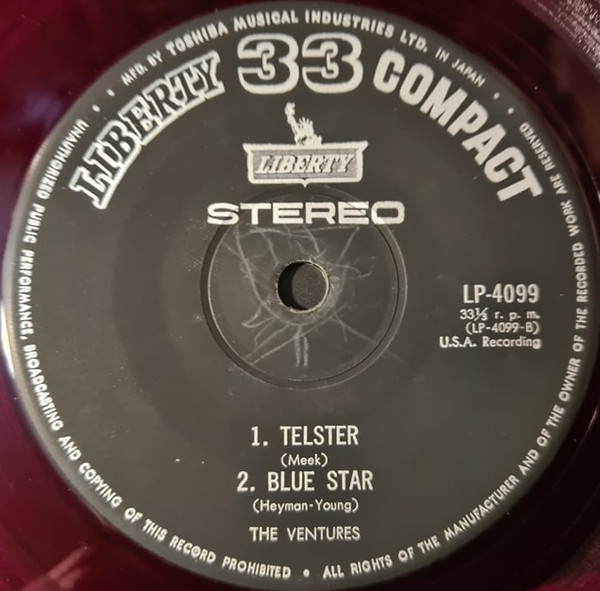 MFD. BY TOSHIBA MUSICAL INDUSTRIES LTD. IN JAPAN
LIBERTY 33 COMPACT
LIBERTY
STEREO
LP-4099
33⅓ r. p. m.
(LP-4099-B)
U.S.A. Recording
1. TELSTER
(Meek)
2. BLUE STAR
(Heyman-Young)
THE VENTURES
UNAUTHORIZED PUBLIC PERFORMANCE, BROADCASTING AND COPYING OF THIS RECORD PROHIBITED • ALL RIGHTS OF THE MANUFACTURER AND OF THE OWNER OF THE RECORDED WORK ARE RESERVED